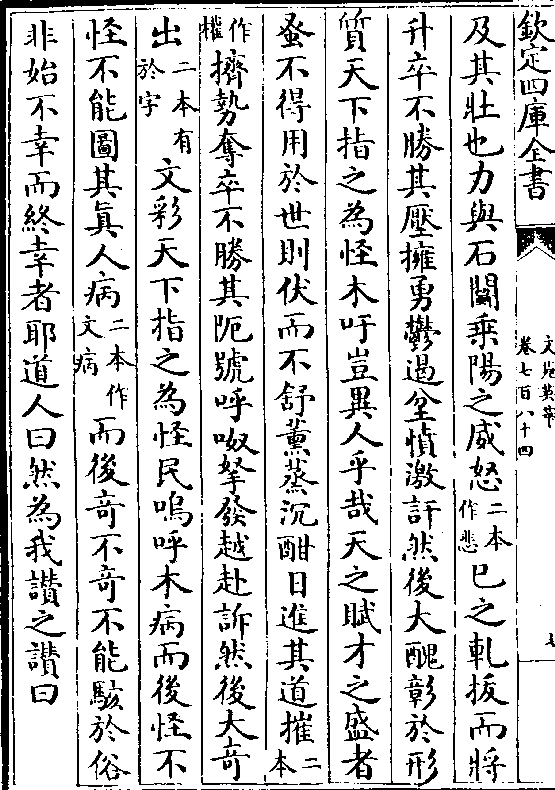 欽定四庫全書
文苑英華
卷七百八十四
七
及其壯也力與石鬬乗陽之威怒二本作悲已之軋拔而將
升卒不勝其壓擁勇鬱遏坌憤激訐然後大醜彰於形
質天下指之為怪木吁豈異人乎哉天之賦才之盛者
蚤不得用於世則伏而不舒薰蒸沉酣日進其道摧二本
作權擠勢奪卒不勝其阨號呼呶拏發越赴訴然後大奇
出二本有於字文彩天下指之為怪民嗚呼木病而後怪不
怪不能圖其眞人病二本作文病而後竒不竒不能駭於俗
非始不幸而終幸者耶道人曰然為我讃之讃曰